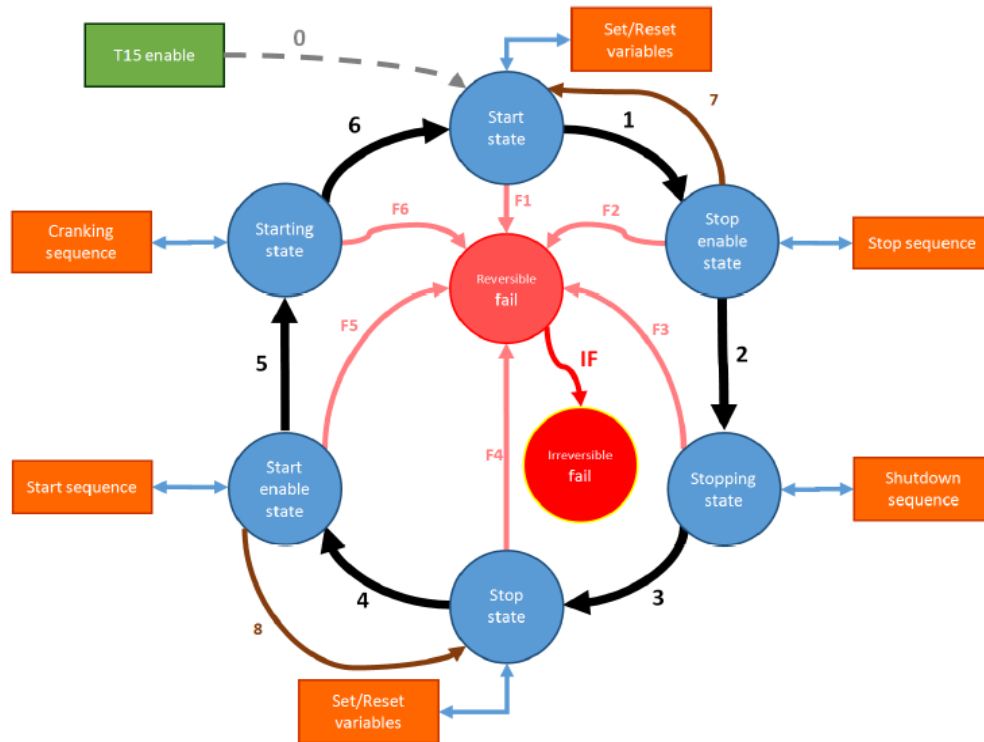 0
T15 enable
Set/Reset
variables
Start
state
7
1
6
F1
F6
F2
Cranking
sequence
Starting
state
Stop
enable
state
Stop sequence
Reversible
fail
F5
F3
IF
2
5
F4
Start sequence
Start
enable
state
Irreversible
fail
Stopping
state
Shutdown
sequence
4
3
Stop
state
8
Set/Reset
variables